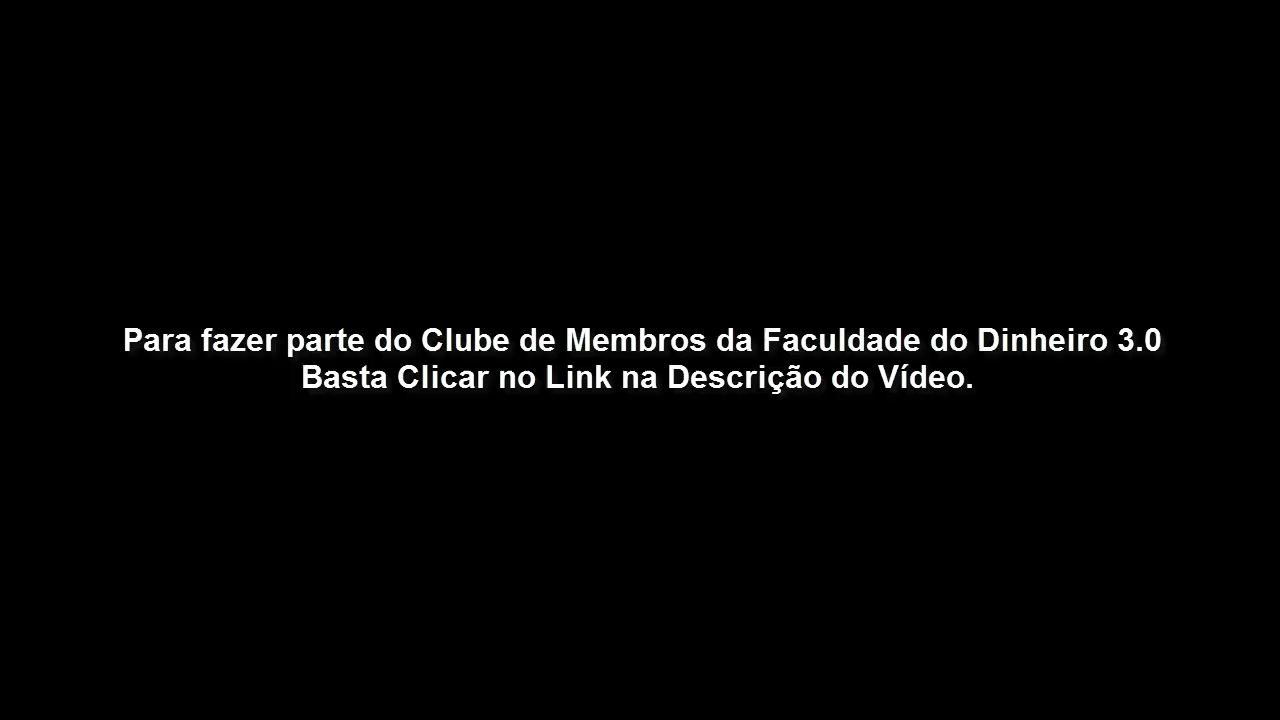 Para fazer parte do Clube de Membros da Faculdade do Dinheiro 3.0
Basta Clicar no Link na Descrição do Vídeo.